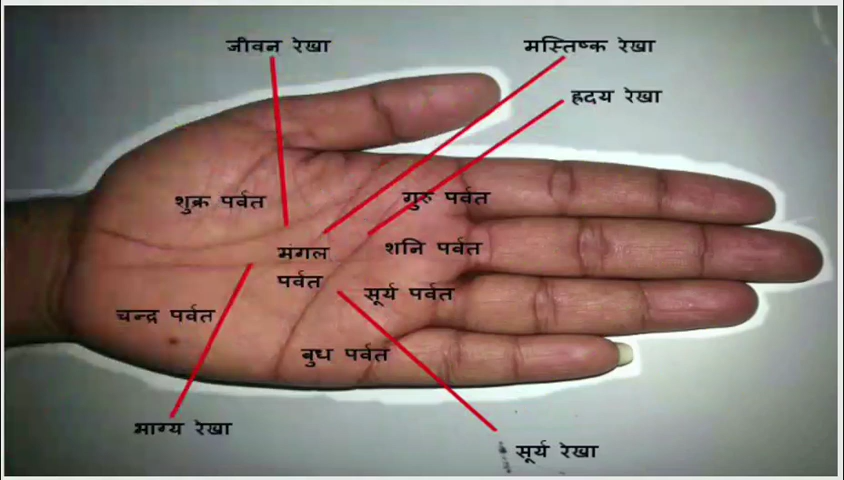 जीवन रेखा
मस्तिष्क रेखा
ह्रदय रेखा
शुक्र पर्वत
गुरु पर्वत
मंगल
पर्वत
शनि पर्वत
सूर्य पर्वत
चन्द्र पर्वत
बुध पर्वत
भाग्य रेखा
सूर्य रेखा